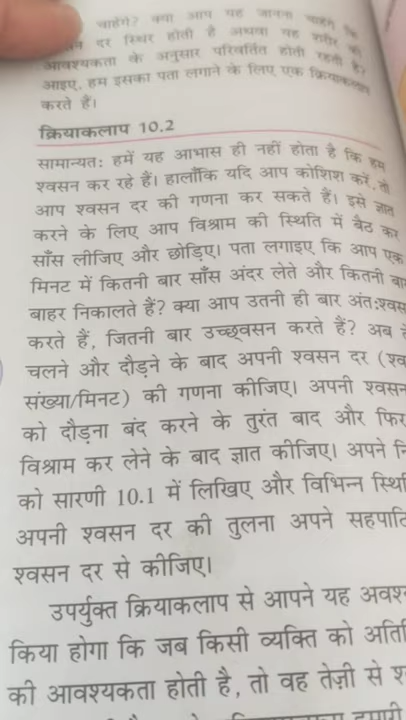 चाहेंगे? क्या आप यह जानना चाहेंगे कि
दर स्थिर होती है अथवा यह शरीर की
आवश्यकता के अनुसार परिवर्तित होती रहती है?
आइए, हम इसका पता लगाने के लिए एक क्रियाकलाप
करते हैं।
क्रियाकलाप 10.2
सामान्यतः हमें यह आभास ही नहीं होता है कि हम
श्वसन कर रहे हैं। हालाँकि यदि आप कोशिश करें, तो
आप श्वसन दर की गणना कर सकते हैं। इसे ज्ञात
करने के लिए आप विश्राम की स्थिति में बैठ कर
साँस लीजिए और छोड़िए। पता लगाइए कि आप एक
मिनट में कितनी बार साँस अंदर लेते और कितनी बार
बाहर निकालते हैं? क्या आप उतनी ही बार अंतःश्वस
करते हैं, जितनी बार उच्छ्वसन करते हैं? अब
चलने और दौड़ने के बाद अपनी श्वसन दर (श्व
संख्या/मिनट) की गणना कीजिए। अपनी श्वसन
को दौड़ना बंद करने के तुरंत बाद और फिर
विश्राम कर लेने के बाद ज्ञात कीजिए। अपने
को सारणी 10.1 में लिखिए और विभिन्न स्थि
अपनी श्वसन दर की तुलना अपने सहपाठि
श्वसन दर से कीजिए।
उपर्युक्त क्रियाकलाप से आपने यह अवश्
किया होगा कि जब किसी व्यक्ति को अति
की आवश्यकता होती है, तो वह तेज़ी से